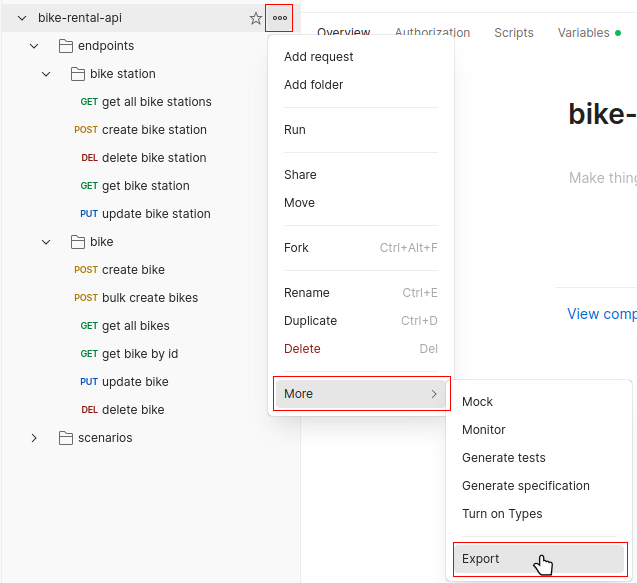 bike-rental-api
endpoints
bike station
GET get all bike stations
POST create bike station
DEL delete bike station
GET get bike station
PUT update bike station
bike
POST create bike
POST bulk create bikes
GET get all bikes
GET get bike by id
PUT update bike
DEL delete bike
scenarios
Add request
Add folder
Run
Share
Move
Fork Ctrl+Alt+F
Rename Ctrl+E
Duplicate Ctrl+D
Delete Del
More
Mock
Monitor
Generate tests
Generate specification
Turn on Types
Export
Overview Authorization Scripts Variables
bike-
Make thing
View comp